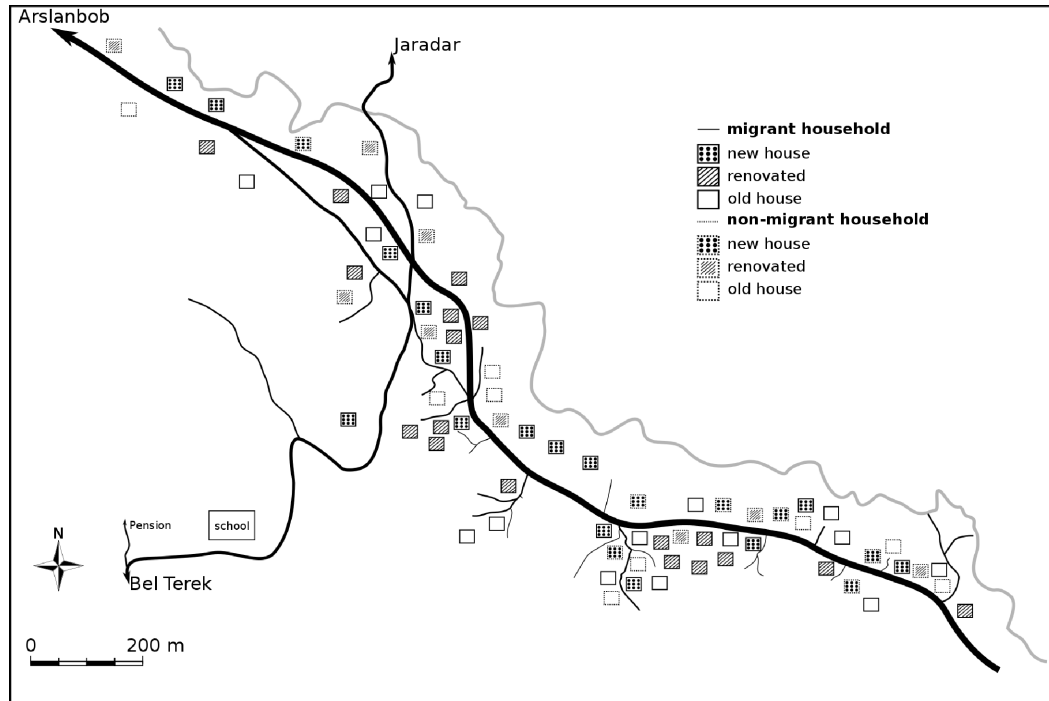 Arslanbob
Jaradar
migrant household
new house
renovated
old house
non-migrant household
new house
renovated
old house
N
Pension
school
Bel Terek
0 200 m